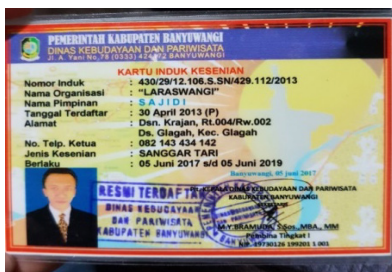 PEMERINTAH KABUPATEN BANYUWANGI
DINAS KEBUDAYAAN DAN PARIWISATA
Jl. A. Yani No. 78 (0333) 424172 BANYUWANGI
KARTU INDUK KESENIAN
Nomor Induk : 430/29/12.106.S.SN/429.112/2013
Nama Organisasi : "LARASWANGI"
Nama Pimpinan : SAJIDI
Tanggal Terdaftar : 30 April 2013 (P)
Alamat : Dsn. Krajan, Rt.004/Rw.002
Ds. Glagah, Kec. Glagah
No. Telp. Ketua : 082 143 434 142
Jenis Kesenian : SANGGAR TARI
Berlaku : 05 Juni 2017 s/d 05 Juni 2019
Banyuwangi, 05 juni 2017
KEPALA DINAS KEBUDAYAAN DAN PARIWISATA
KABUPATEN BANYUWANGI
RESMI TERDAFTAR
DINAS KEBUDAYAAN
DAN PARIWISATA
KABUPATEN BANYUWANGI
M.Y.BRAMUDA, S.Sos.,MBA., MM
Pembina Tingkat I
NIP. 19790126 199201 1 001